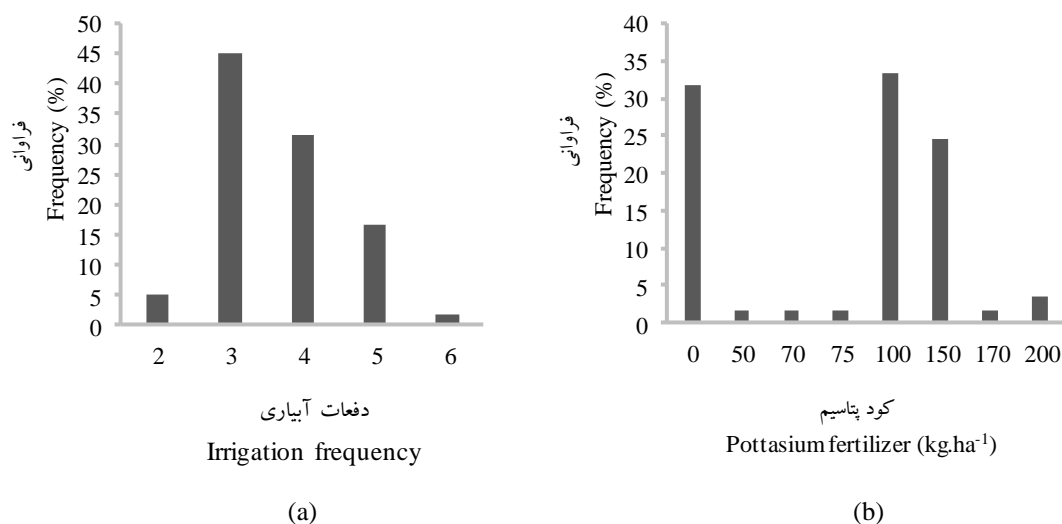 50
45
40
35
30
25
20
15
10
5
0
فراوانی
Frequency (%)
2 3 4 5 6
دفعات آبیاری
Irrigation frequency
(a)
40
35
30
25
20
15
10
5
0
فراوانی
Frequency (%)
0 50 70 75 100 150 170 200
کود پتاسیم
Pottasium fertilizer (kg.ha⁻¹)
(b)